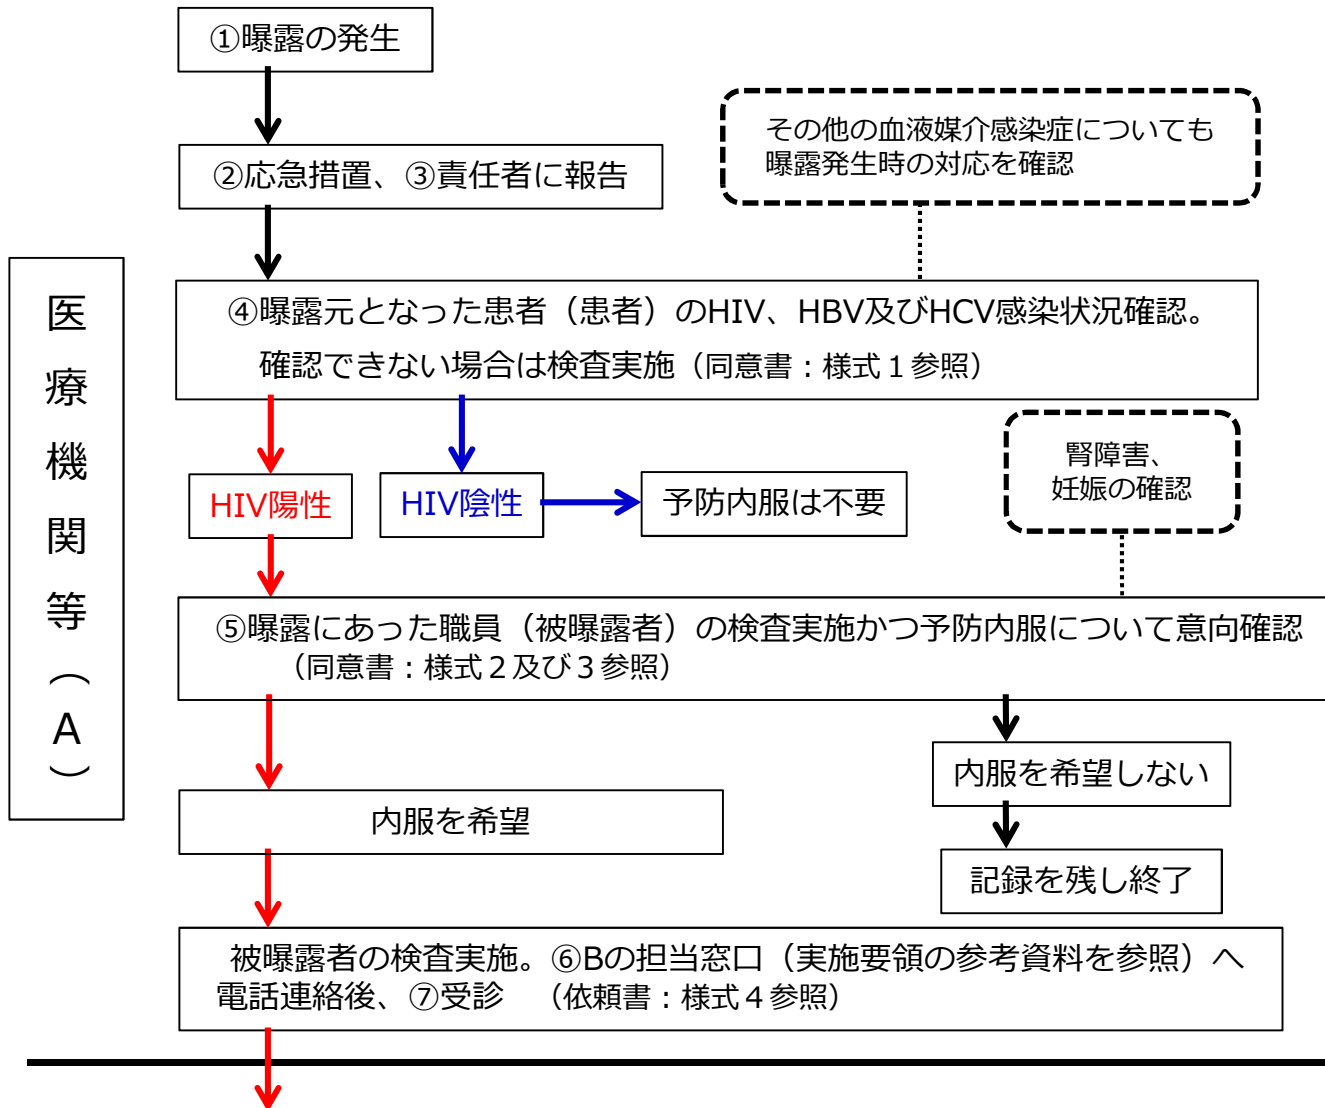 ①曝露の発生
その他の血液媒介感染症についても
曝露発生時の対応を確認
②応急措置、③責任者に報告
医療機関等（A）
④曝露元となった患者（患者）のHIV、HBV及びHCV感染状況確認。
確認できない場合は検査実施（同意書：様式１参照）
腎障害、
妊娠の確認
HIV陽性
HIV陰性
予防内服は不要
⑤曝露にあった職員（被曝露者）の検査実施かつ予防内服について意向確認
（同意書：様式２及び３参照）
内服を希望しない
内服を希望
記録を残し終了
被曝露者の検査実施。⑥Bの担当窓口（実施要領の参考資料を参照）へ
電話連絡後、⑦受診　（依頼書：様式４参照）